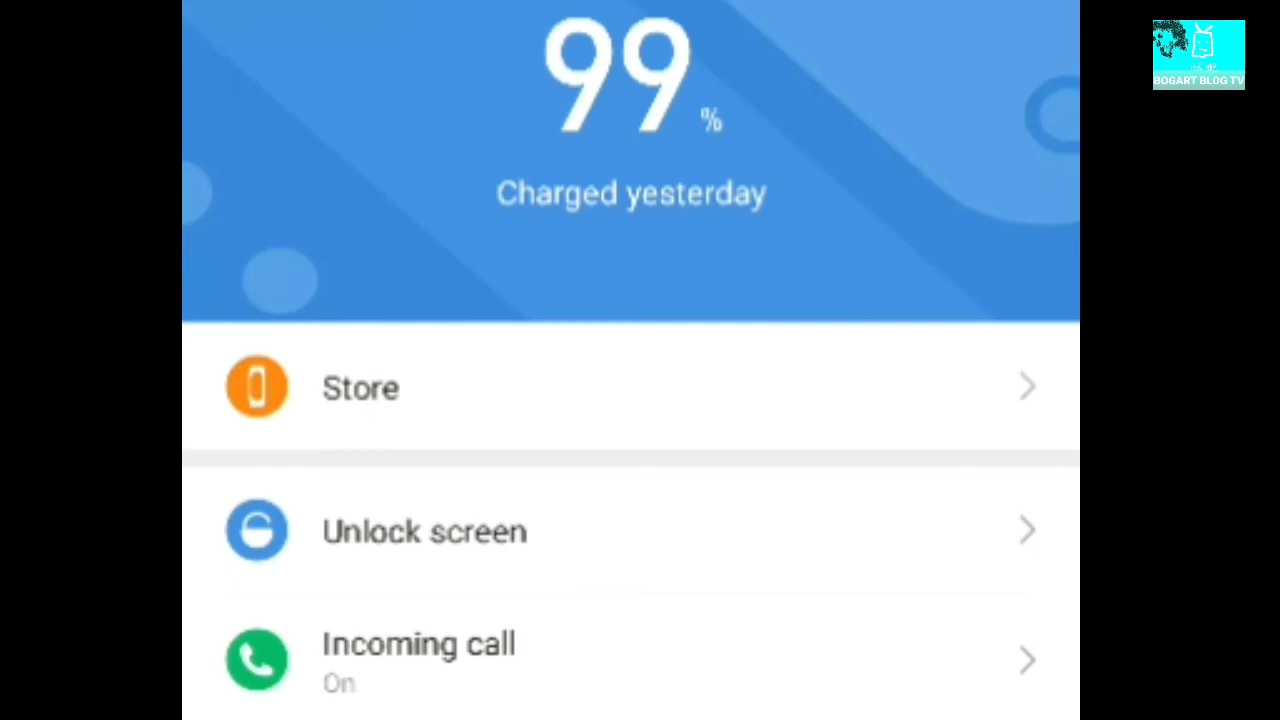 99 %
Charged yesterday
Store
Unlock screen
Incoming call
On
BOGART BLOG TV